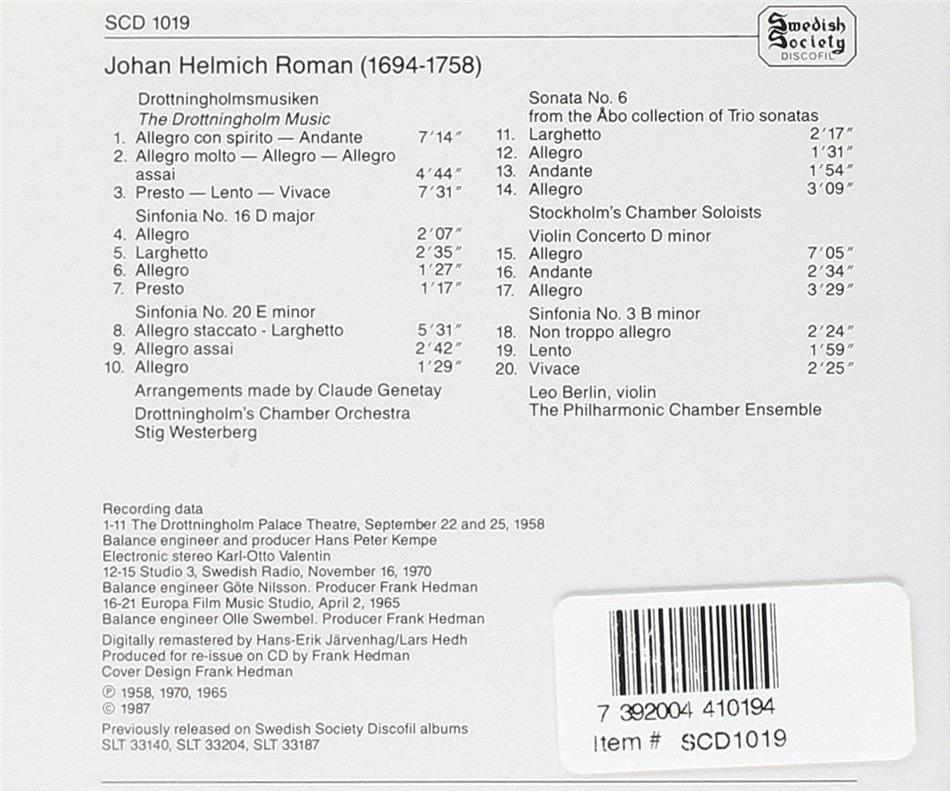 SCD 1019
Swedish
Society
DISCOFIL
Johan Helmich Roman (1694-1758)
Drottningholmsmusiken
The Drottningholm Music
1. Allegro con spirito — Andante 7′14″
2. Allegro molto — Allegro — Allegro
assai 4′44″
3. Presto — Lento — Vivace 7′31″
Sinfonia No. 16 D major
4. Allegro 2′07″
5. Larghetto 2′35″
6. Allegro 1′27″
7. Presto 1′17″
Sinfonia No. 20 E minor
8. Allegro staccato - Larghetto 5′31″
9. Allegro assai 2′42″
10. Allegro 1′29″
Arrangements made by Claude Genetay
Drottningholm's Chamber Orchestra
Stig Westerberg
Sonata No. 6
from the Åbo collection of Trio sonatas
11. Larghetto 2′17″
12. Allegro 1′31″
13. Andante 1′54″
14. Allegro 3′09″
Stockholm's Chamber Soloists
Violin Concerto D minor
15. Allegro 7′05″
16. Andante 2′34″
17. Allegro 3′29″
Sinfonia No. 3 B minor
18. Non troppo allegro 2′24″
19. Lento 1′59″
20. Vivace 2′25″
Leo Berlin, violin
The Philharmonic Chamber Ensemble
Recording data
1-11 The Drottningholm Palace Theatre, September 22 and 25, 1958
Balance engineer and producer Hans Peter Kempe
Electronic stereo Karl-Otto Valentin
12-15 Studio 3, Swedish Radio, November 16, 1970
Balance engineer Göte Nilsson. Producer Frank Hedman
16-21 Europa Film Music Studio, April 2, 1965
Balance engineer Olle Swembel. Producer Frank Hedman
Digitally remastered by Hans-Erik Järvenhag/Lars Hedh
Produced for re-issue on CD by Frank Hedman
Cover Design Frank Hedman
℗ 1958, 1970, 1965
© 1987
Previously released on Swedish Society Discofil albums
SLT 33140, SLT 33204, SLT 33187
7 392004 410194
Item # SCD1019